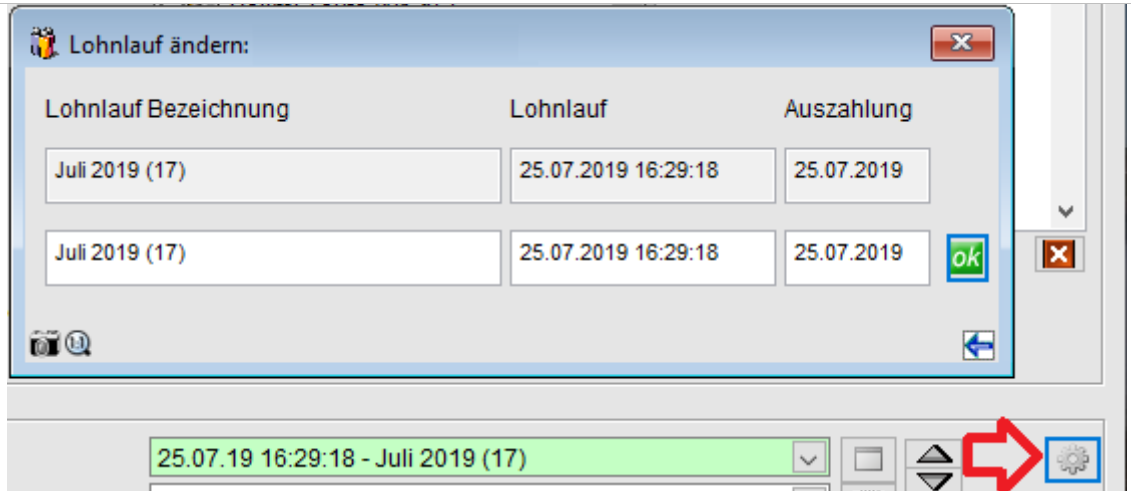 Lohnlauf ändern:
Lohnlauf Bezeichnung Lohnlauf Auszahlung
Juli 2019 (17) 25.07.2019 16:29:18 25.07.2019
Juli 2019 (17) 25.07.2019 16:29:18 25.07.2019 ok
1:1
25.07.19 16:29:18 - Juli 2019 (17)